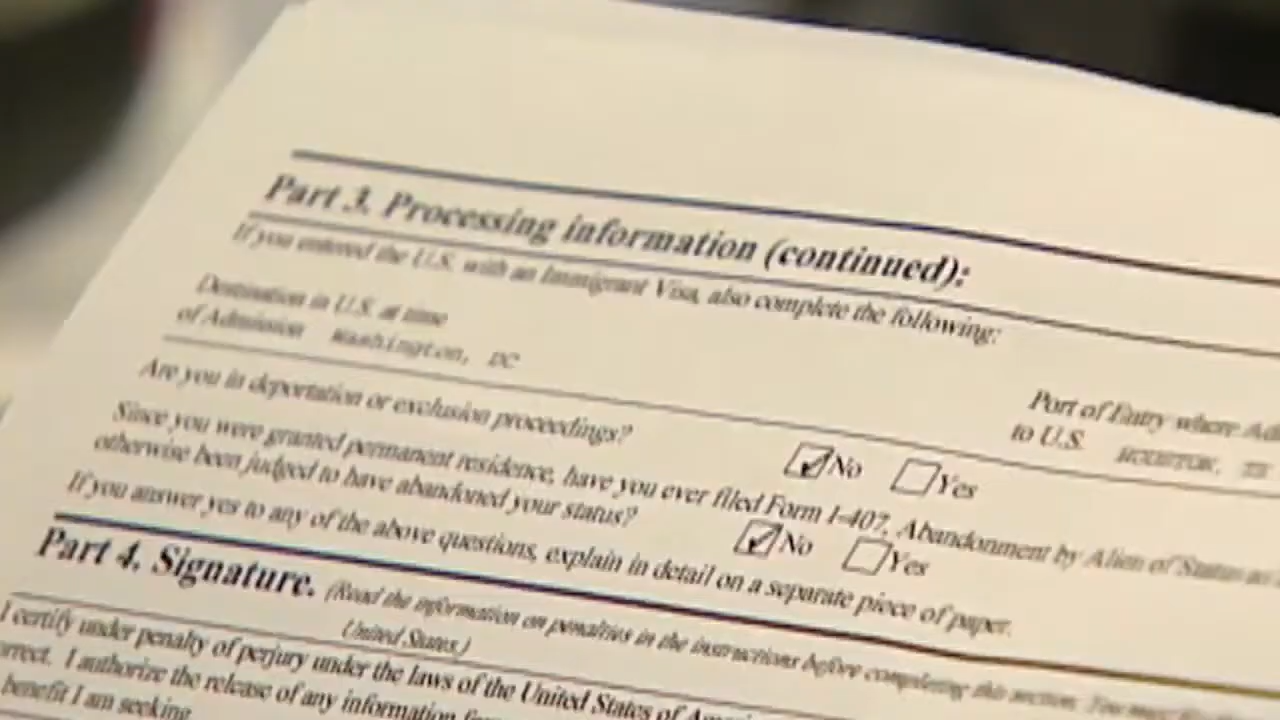 Part 3. Processing information (continued):
If you entered the U.S. with an Immigrant Visa, also complete the following:
Destination in U.S. at time
of Admission Washington, DC
Port of Entry where
to U.S. HOUSTON,
Are you in deportation or exclusion proceedings?
No Yes
Since you were granted permanent residence, have you ever filed Form I-407, Abandonment by Alien of Status
otherwise been judged to have abandoned your status? No Yes
If you answer yes to any of the above questions, explain in detail on a separate piece of paper.
Part 4. Signature. (Read the information on penalties in the instructions before completing this section. You must
United States.)
I certify under penalty of perjury under the laws of the United States of
I authorize the release of any information
benefit I am seeking.